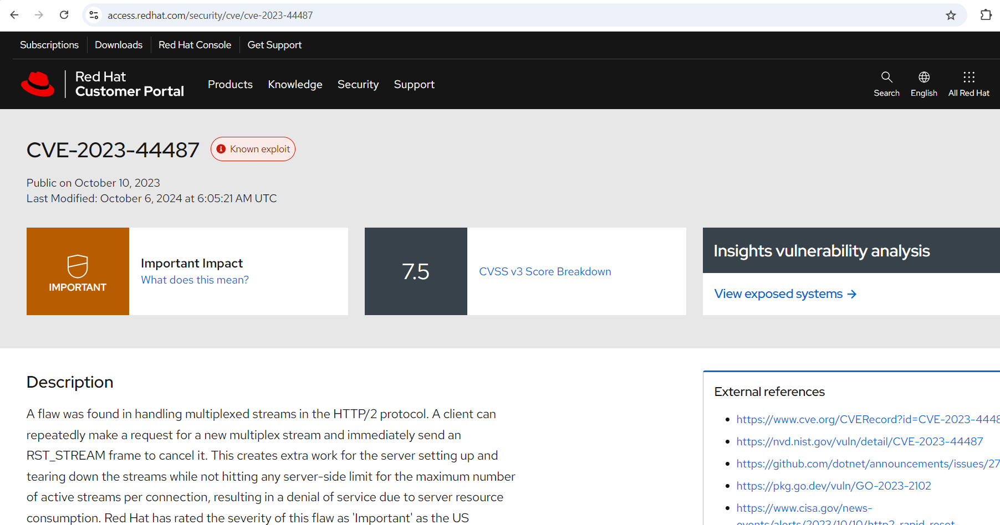 access.redhat.com/security/cve/cve-2023-44487
Subscriptions
Downloads
Red Hat Console
Get Support
Red Hat
Customer Portal
Products
Knowledge
Security
Support
Search
English
All Red Hat
CVE-2023-44487
Known exploit
Public on October 10, 2023
Last Modified: October 6, 2024 at 6:05:21 AM UTC
IMPORTANT
Important Impact
What does this mean?
7.5
CVSS v3 Score Breakdown
Insights vulnerability analysis
View exposed systems
Description
A flaw was found in handling multiplexed streams in the HTTP/2 protocol. A client can
repeatedly make a request for a new multiplex stream and immediately send an
RST_STREAM frame to cancel it. This creates extra work for the server setting up and
tearing down the streams while not hitting any server-side limit for the maximum number
of active streams per connection, resulting in a denial of service due to server resource
consumption. Red Hat has rated the severity of this flaw as 'Important' as the US
External references
https://www.cve.org/CVERecord?id=CVE-2023-4448
https://nvd.nist.gov/vuln/detail/CVE-2023-44487
https://github.com/dotnet/announcements/issues/27
https://pkg.go.dev/vuln/GO-2023-2102
https://www.cisa.gov/news-
events/alerts/2023/10/10/http2-rapid-reset-